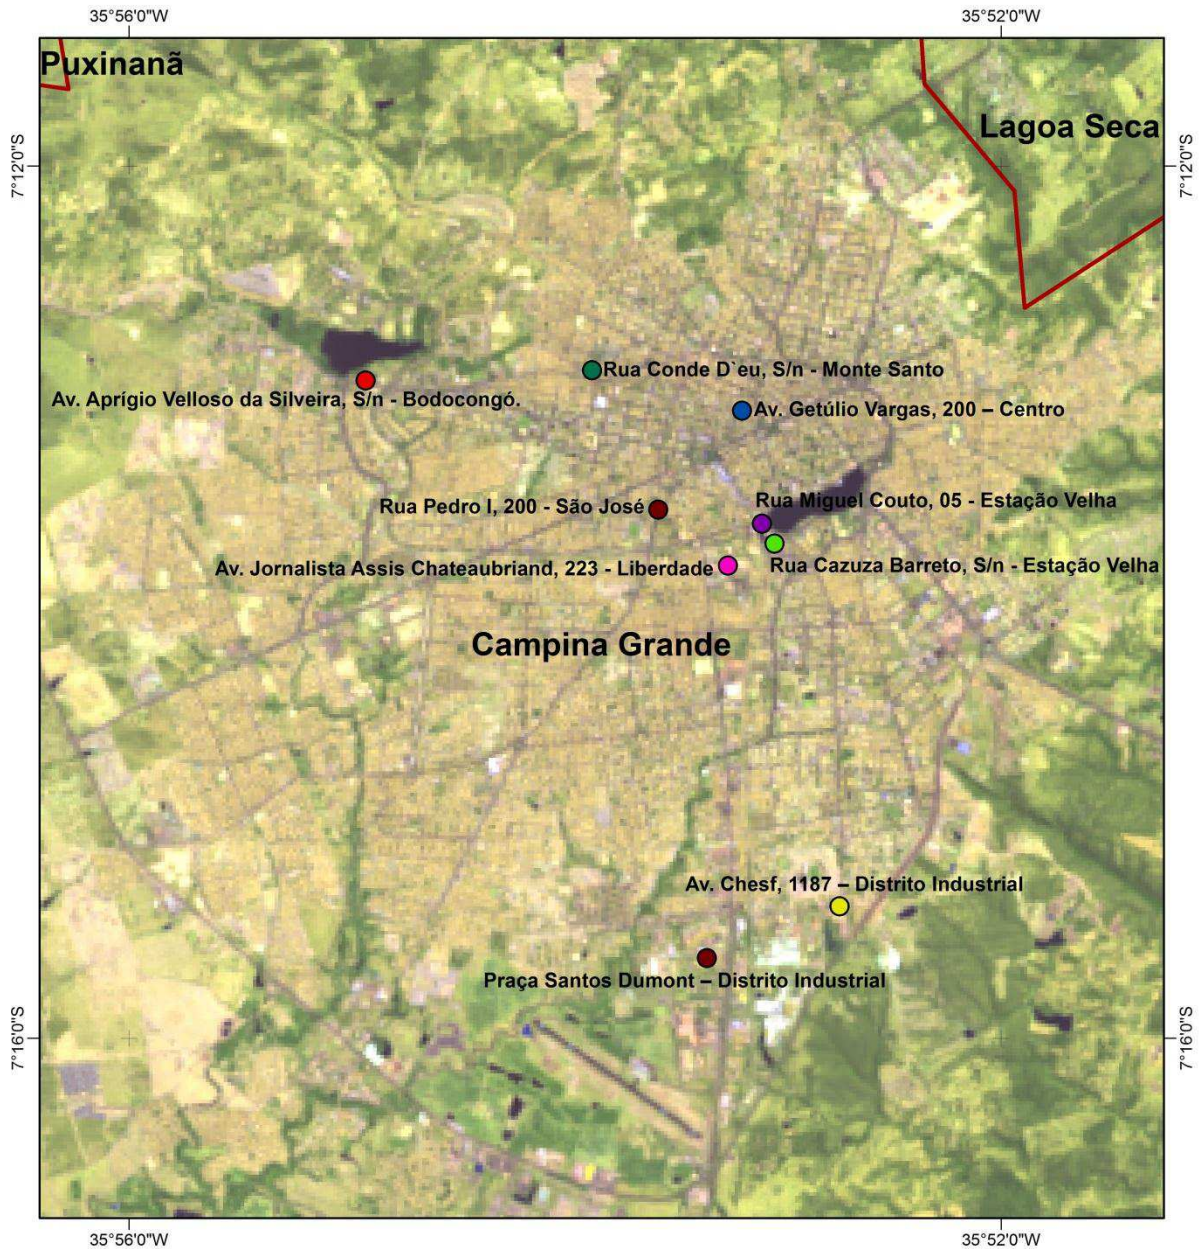 35°56'0"W
35°52'0"W
Puxinanã
Lagoa Seca
7°12'0"S
7°12'0"S
Rua Conde D`eu, S/n - Monte Santo
Av. Aprígio Velloso da Silveira, S/n - Bodocongó.
Av. Getúlio Vargas, 200 – Centro
Rua Miguel Couto, 05 - Estação Velha
Rua Pedro I, 200 - São José
Av. Jornalista Assis Chateaubriand, 223 - Liberdade
Rua Cazuza Barreto, S/n - Estação Velha
Campina Grande
Av. Chesf, 1187 – Distrito Industrial
Praça Santos Dumont – Distrito Industrial
7°16'0"S
7°16'0"S
35°56'0"W
35°52'0"W